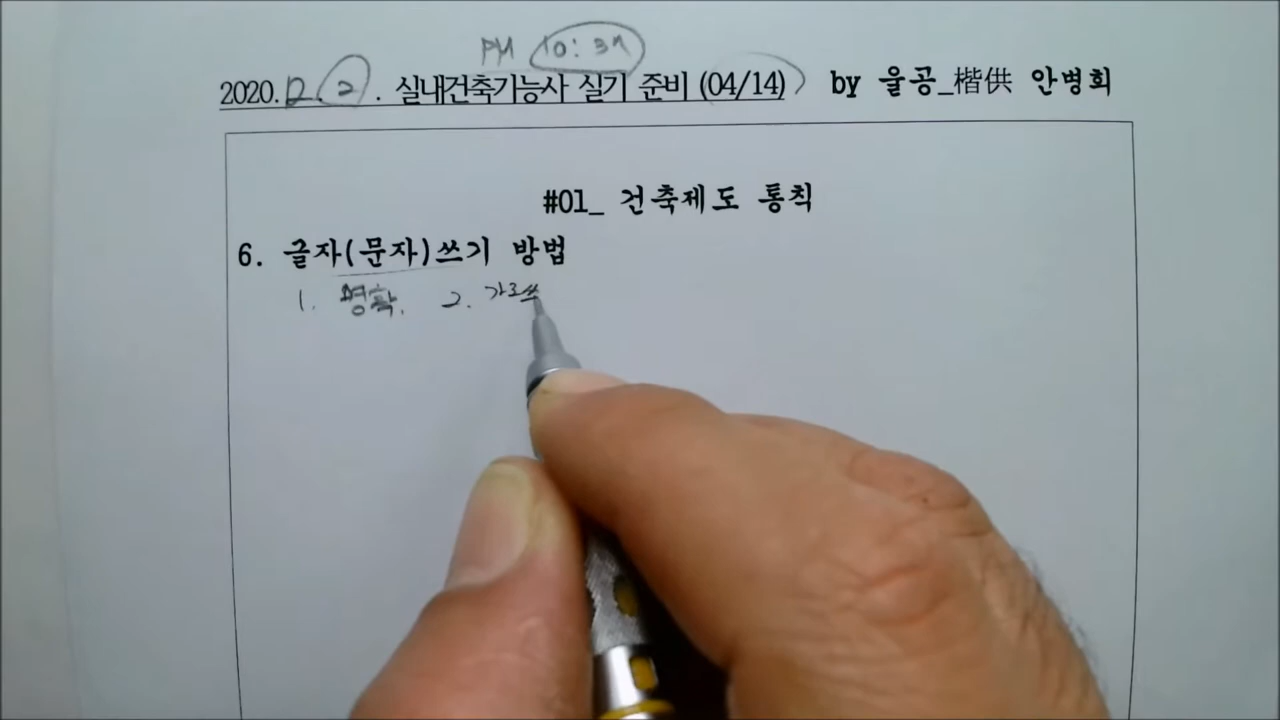 PM 10:37
2020.12.2. 실내건축기능사 실기 준비 (04/14) by 울공_楷供 안병희
#01_ 건축제도 통칙
6. 글자(문자)쓰기 방법
1. 명확. 2. 가로쓰